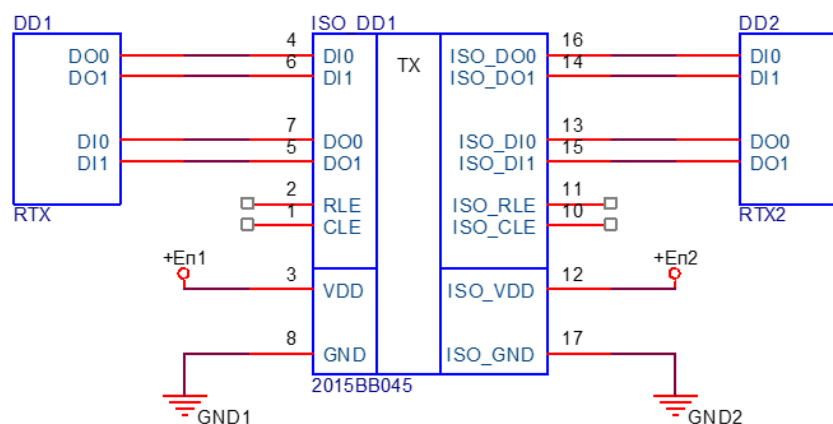 DD1
ISO_DD1
DD2
DO0 4 DI0 TX ISO_DO0 16 DI0
DO1 6 DI1 ISO_DO1 14 DI1
DI0 7 DO0 ISO_DI0 13 DO0
DI1 5 DO1 ISO_DI1 15 DO1
2 RLE ISO_RLE 11
RTX RTX2
1 CLE ISO_CLE 10
+Eп1 +Eп2
3 VDD ISO_VDD 12
8 GND ISO_GND 17
2015BB045
GND1 GND2